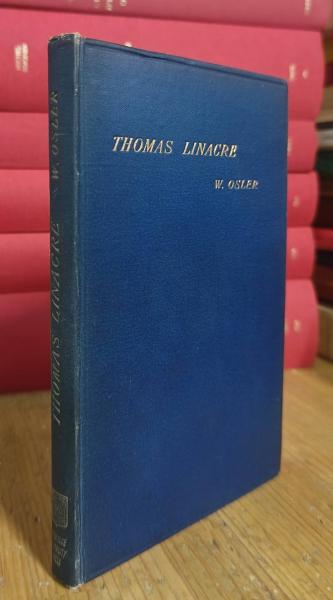 THOMAS LINACRE
W. OSLER
THOMAS LINACRE W. OSLER